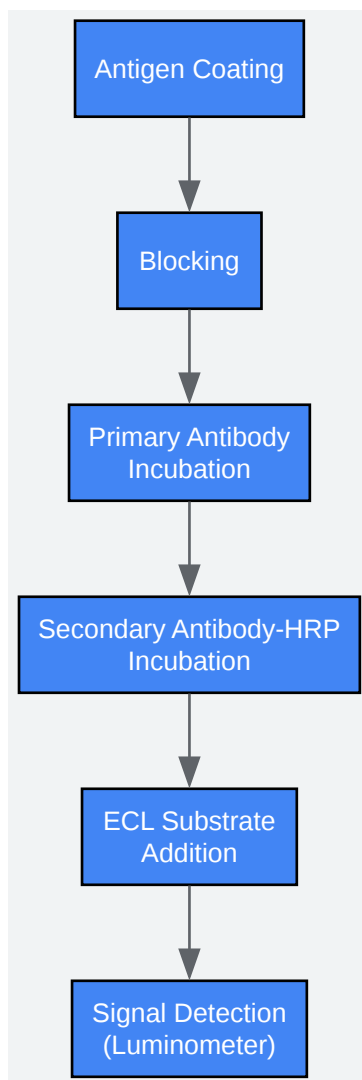 Antigen Coating
Blocking
Primary Antibody
Incubation
Secondary Antibody-HRP
Incubation
ECL Substrate
Addition
Signal Detection
(Luminometer)